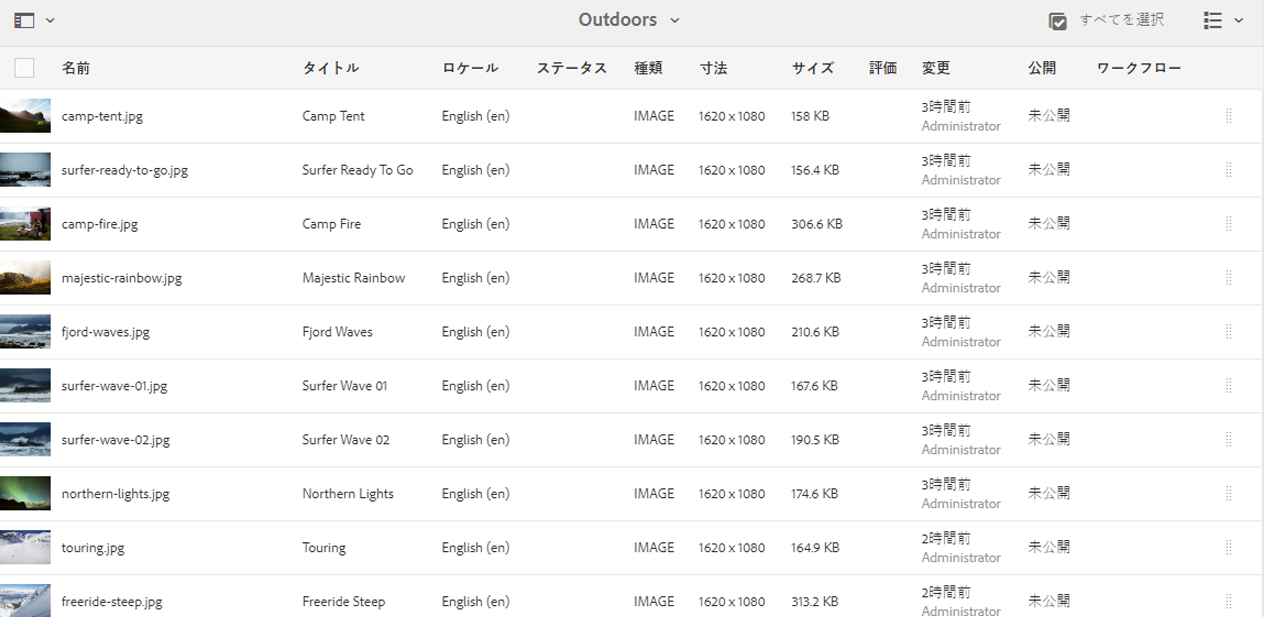 Outdoors
すべてを選択
名前 タイトル ロケール ステータス 種類 寸法 サイズ 評価 変更 公開 ワークフロー
camp-tent.jpg Camp Tent English (en) IMAGE 1620 x 1080 158 KB 3時間前 未公開
Administrator
surfer-ready-to-go.jpg Surfer Ready To Go English (en) IMAGE 1620 x 1080 156.4 KB 3時間前 未公開
Administrator
camp-fire.jpg Camp Fire English (en) IMAGE 1620 x 1080 306.6 KB 3時間前 未公開
Administrator
majestic-rainbow.jpg Majestic Rainbow English (en) IMAGE 1620 x 1080 268.7 KB 3時間前 未公開
Administrator
fjord-waves.jpg Fjord Waves English (en) IMAGE 1620 x 1080 210.6 KB 3時間前 未公開
Administrator
surfer-wave-01.jpg Surfer Wave 01 English (en) IMAGE 1620 x 1080 167.6 KB 3時間前 未公開
Administrator
surfer-wave-02.jpg Surfer Wave 02 English (en) IMAGE 1620 x 1080 190.5 KB 3時間前 未公開
Administrator
northern-lights.jpg Northern Lights English (en) IMAGE 1620 x 1080 174.6 KB 3時間前 未公開
Administrator
touring.jpg Touring English (en) IMAGE 1620 x 1080 164.9 KB 2時間前 未公開
Administrator
freeride-steep.jpg Freeride Steep English (en) IMAGE 1620 x 1080 313.2 KB 2時間前 未公開
Administrator